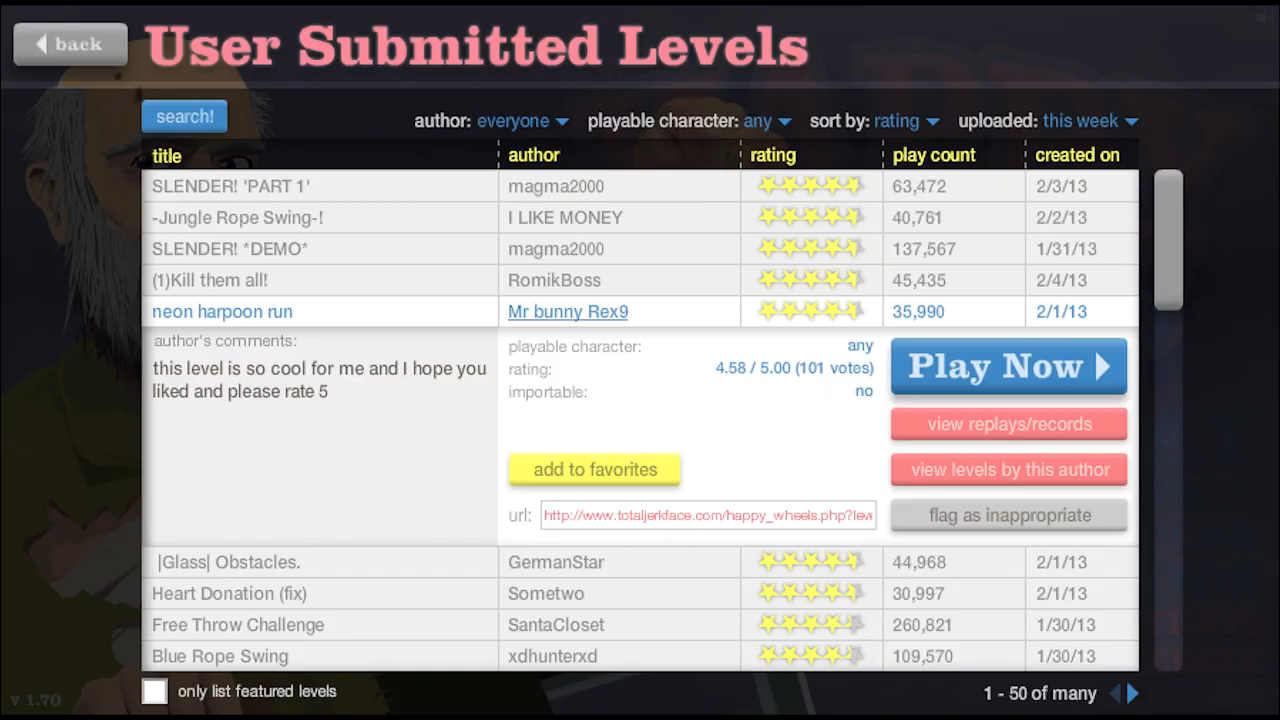 back
User Submitted Levels
search!
author: everyone playable character: any sort by: rating uploaded: this week
title author rating play count created on
SLENDER! 'PART 1' magma2000 63,472 2/3/13
-Jungle Rope Swing-! I LIKE MONEY 40,761 2/2/13
SLENDER! *DEMO* magma2000 137,567 1/31/13
(1)Kill them all! RomikBoss 45,435 2/4/13
neon harpoon run Mr bunny Rex9 35,990 2/1/13
author's comments:
this level is so cool for me and I hope you
liked and please rate 5
playable character: any
rating: 4.58 / 5.00 (101 votes)
importable: no
add to favorites
url: http://www.totaljerkface.com/happy_wheels.php?leve
Play Now
view replays/records
view levels by this author
flag as inappropriate
|Glass| Obstacles. GermanStar 44,968 2/1/13
Heart Donation (fix) Sometwo 30,997 2/1/13
Free Throw Challenge SantaCloset 260,821 1/30/13
Blue Rope Swing xdhunterxd 109,570 1/30/13
only list featured levels
1 - 50 of many
v 1.70